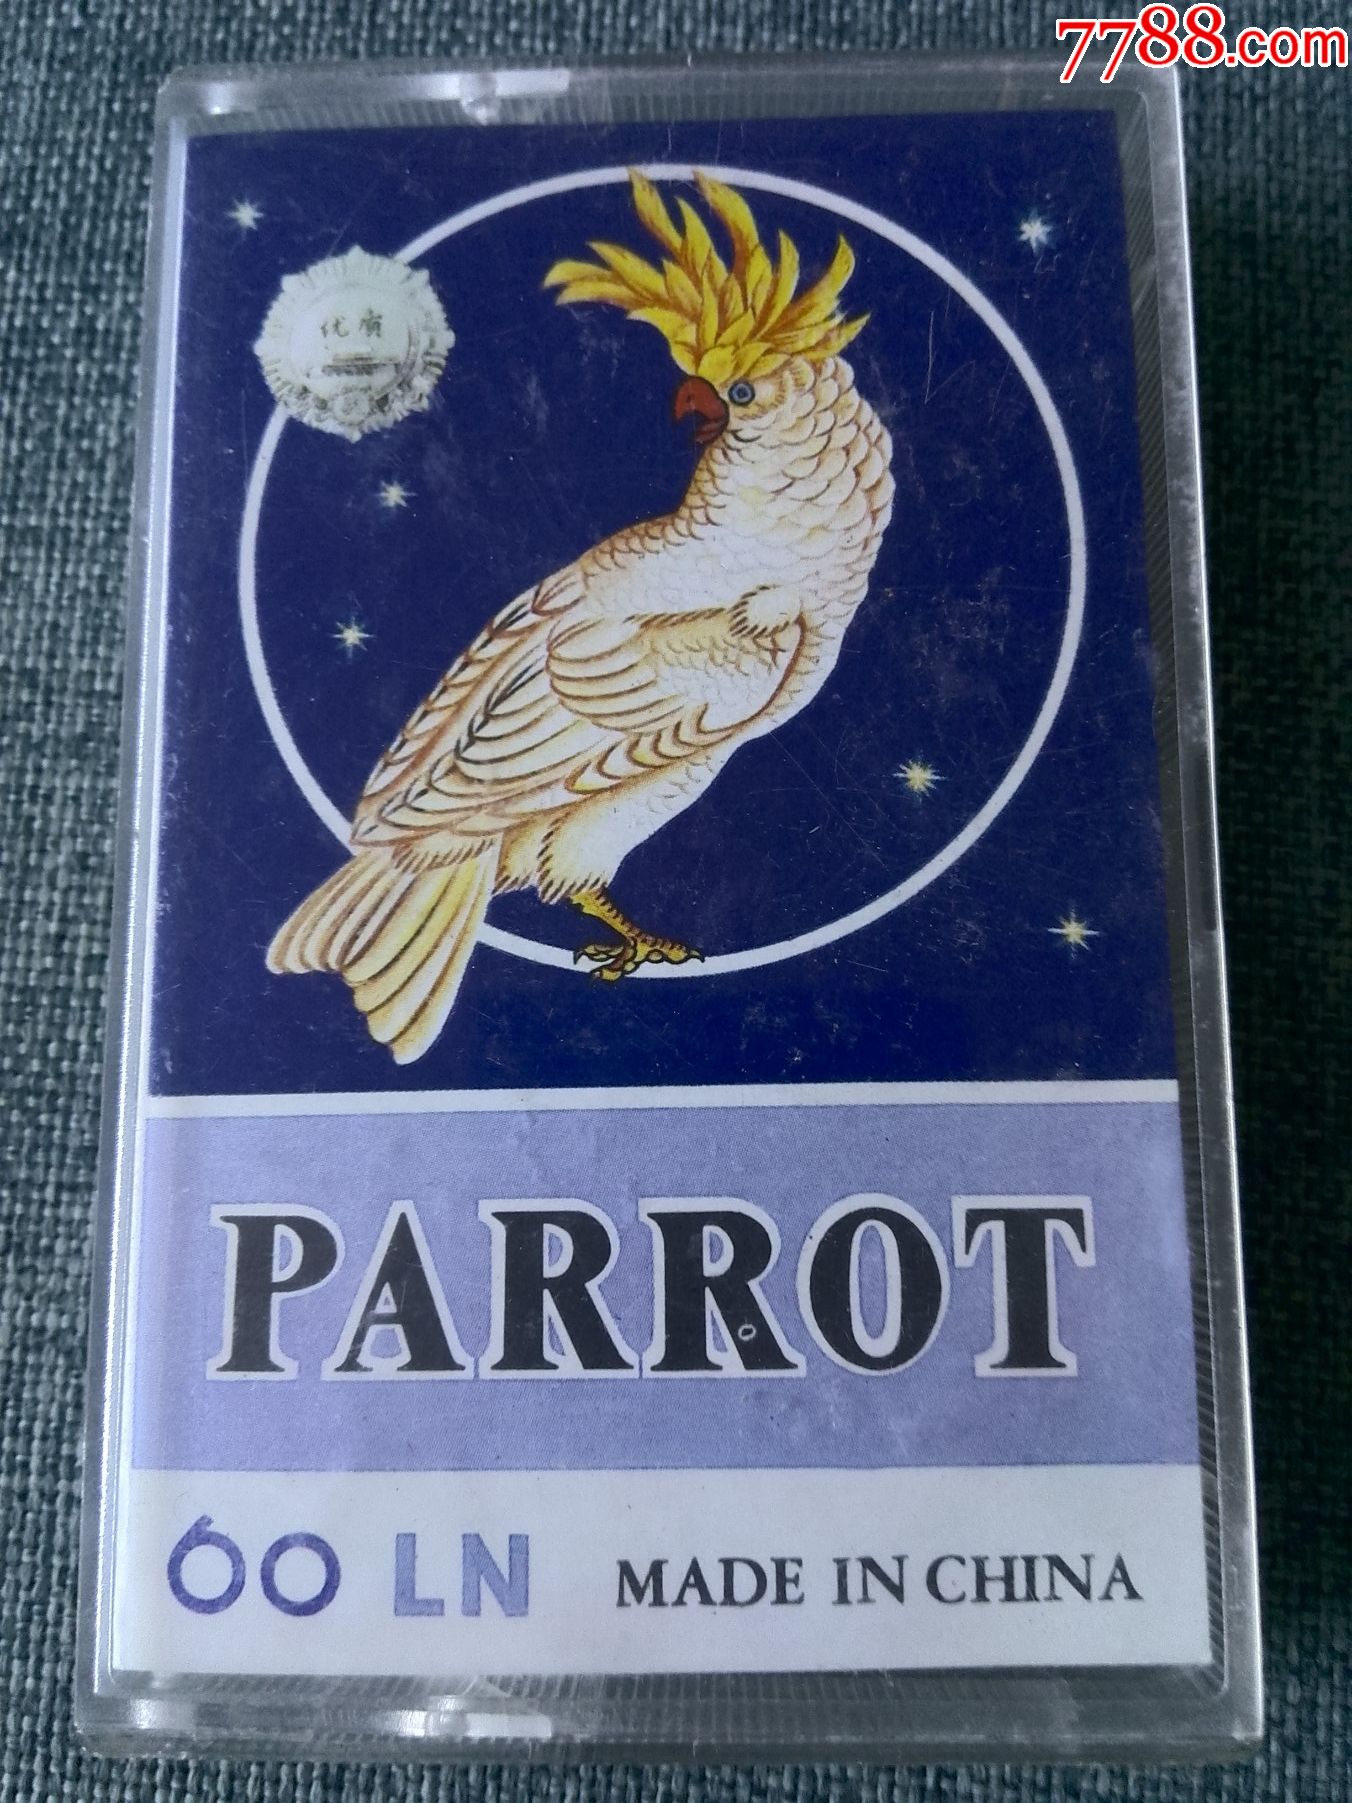 7788.com
优质
PARROT
60 LN MADE IN CHINA